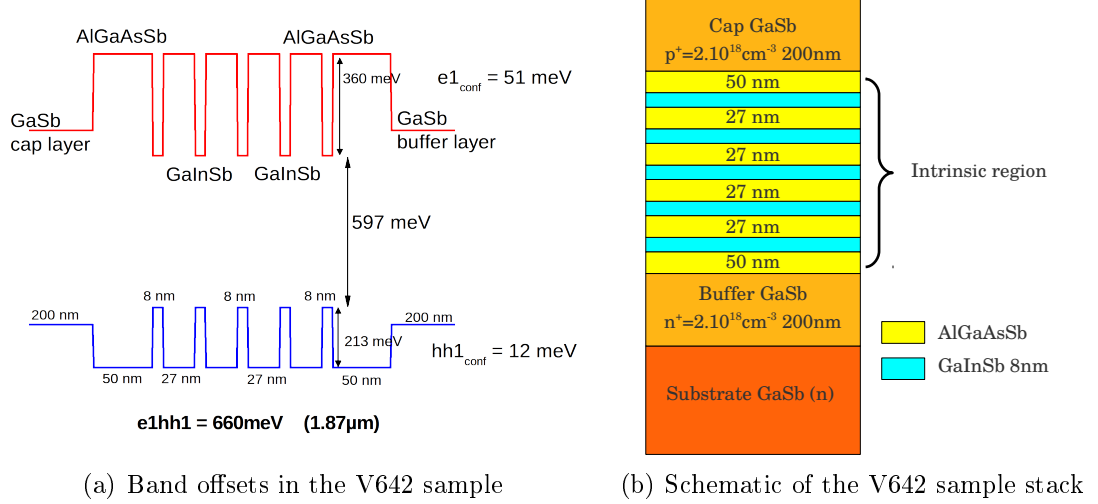 AlGaAsSb
AlGaAsSb
360 meV
e1conf = 51 meV
GaSb
cap layer
GaSb
buffer layer
GaInSb
GaInSb
597 meV
8 nm
8 nm
8 nm
200 nm
200 nm
213 meV
hh1conf = 12 meV
50 nm
27 nm
27 nm
50 nm
e1hh1 = 660meV (1.87µm)
(a) Band offsets in the V642 sample
Cap GaSb
p⁺=2.10¹⁸cm⁻³ 200nm
50 nm
27 nm
27 nm
27 nm
27 nm
50 nm
Intrinsic region
Buffer GaSb
n⁺=2.10¹⁸cm⁻³ 200nm
Substrate GaSb (n)
AlGaAsSb
GaInSb 8nm
(b) Schematic of the V642 sample stack